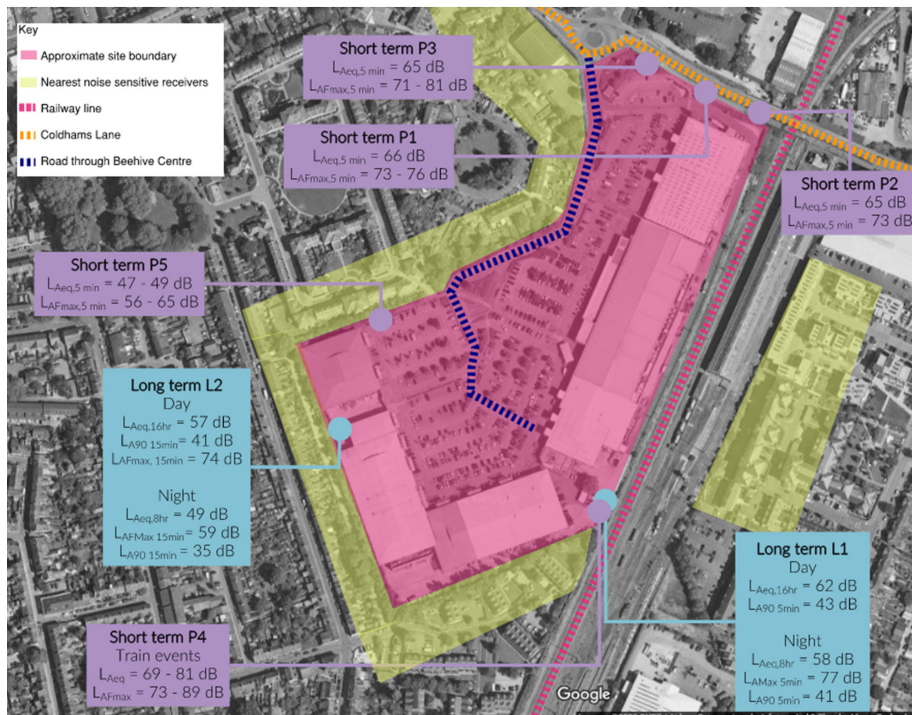 Key
Approximate site boundary
Nearest noise sensitive receivers
Railway line
Coldhams Lane
Road through Beehive Centre
Short term P3
LAeq,5 min = 65 dB
LAFmax,5 min = 71 - 81 dB
Short term P1
LAeq,5 min = 66 dB
LAFmax,5 min = 73 - 76 dB
Short term P2
LAeq,5 min = 65 dB
LAFmax,5 min = 73 dB
Short term P5
LAeq,5 min = 47 - 49 dB
LAFmax,5 min = 56 - 65 dB
Long term L2
Day
LAeq,16hr = 57 dB
LA90 15min = 41 dB
LAFmax, 15min = 74 dB
Night
LAeq,8hr = 49 dB
LAFMax 15min = 59 dB
LA90 15min = 35 dB
Long term L1
Day
LAeq,16hr = 62 dB
LA90 5min = 43 dB
Night
LAeq,8hr = 58 dB
LAMax 5min = 77 dB
LA90 5min = 41 dB
Short term P4
Train events
LAeq = 69 - 81 dB
LAFmax = 73 - 89 dB
Google